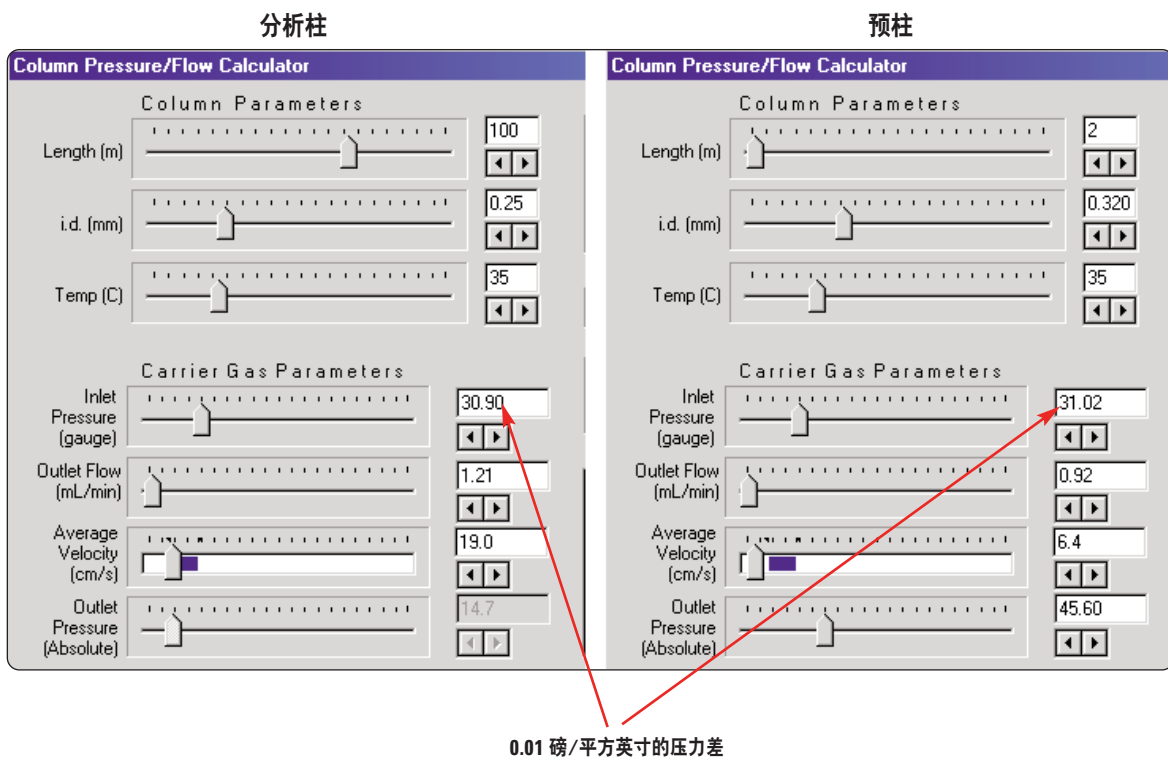 分析柱
预柱
Column Pressure/Flow Calculator
Column Parameters
Length (m)
100
i.d. (mm)
0.25
Temp (C)
35
Carrier Gas Parameters
Inlet
Pressure
(gauge)
30.90
Outlet Flow
(mL/min)
1.21
Average
Velocity
(cm/s)
19.0
Outlet
Pressure
(Absolute)
14.7
Column Pressure/Flow Calculator
Column Parameters
Length (m)
2
i.d. (mm)
0.320
Temp (C)
35
Carrier Gas Parameters
Inlet
Pressure
(gauge)
31.02
Outlet Flow
(mL/min)
0.92
Average
Velocity
(cm/s)
6.4
Outlet
Pressure
(Absolute)
45.60
0.01 磅/平方英寸的压力差